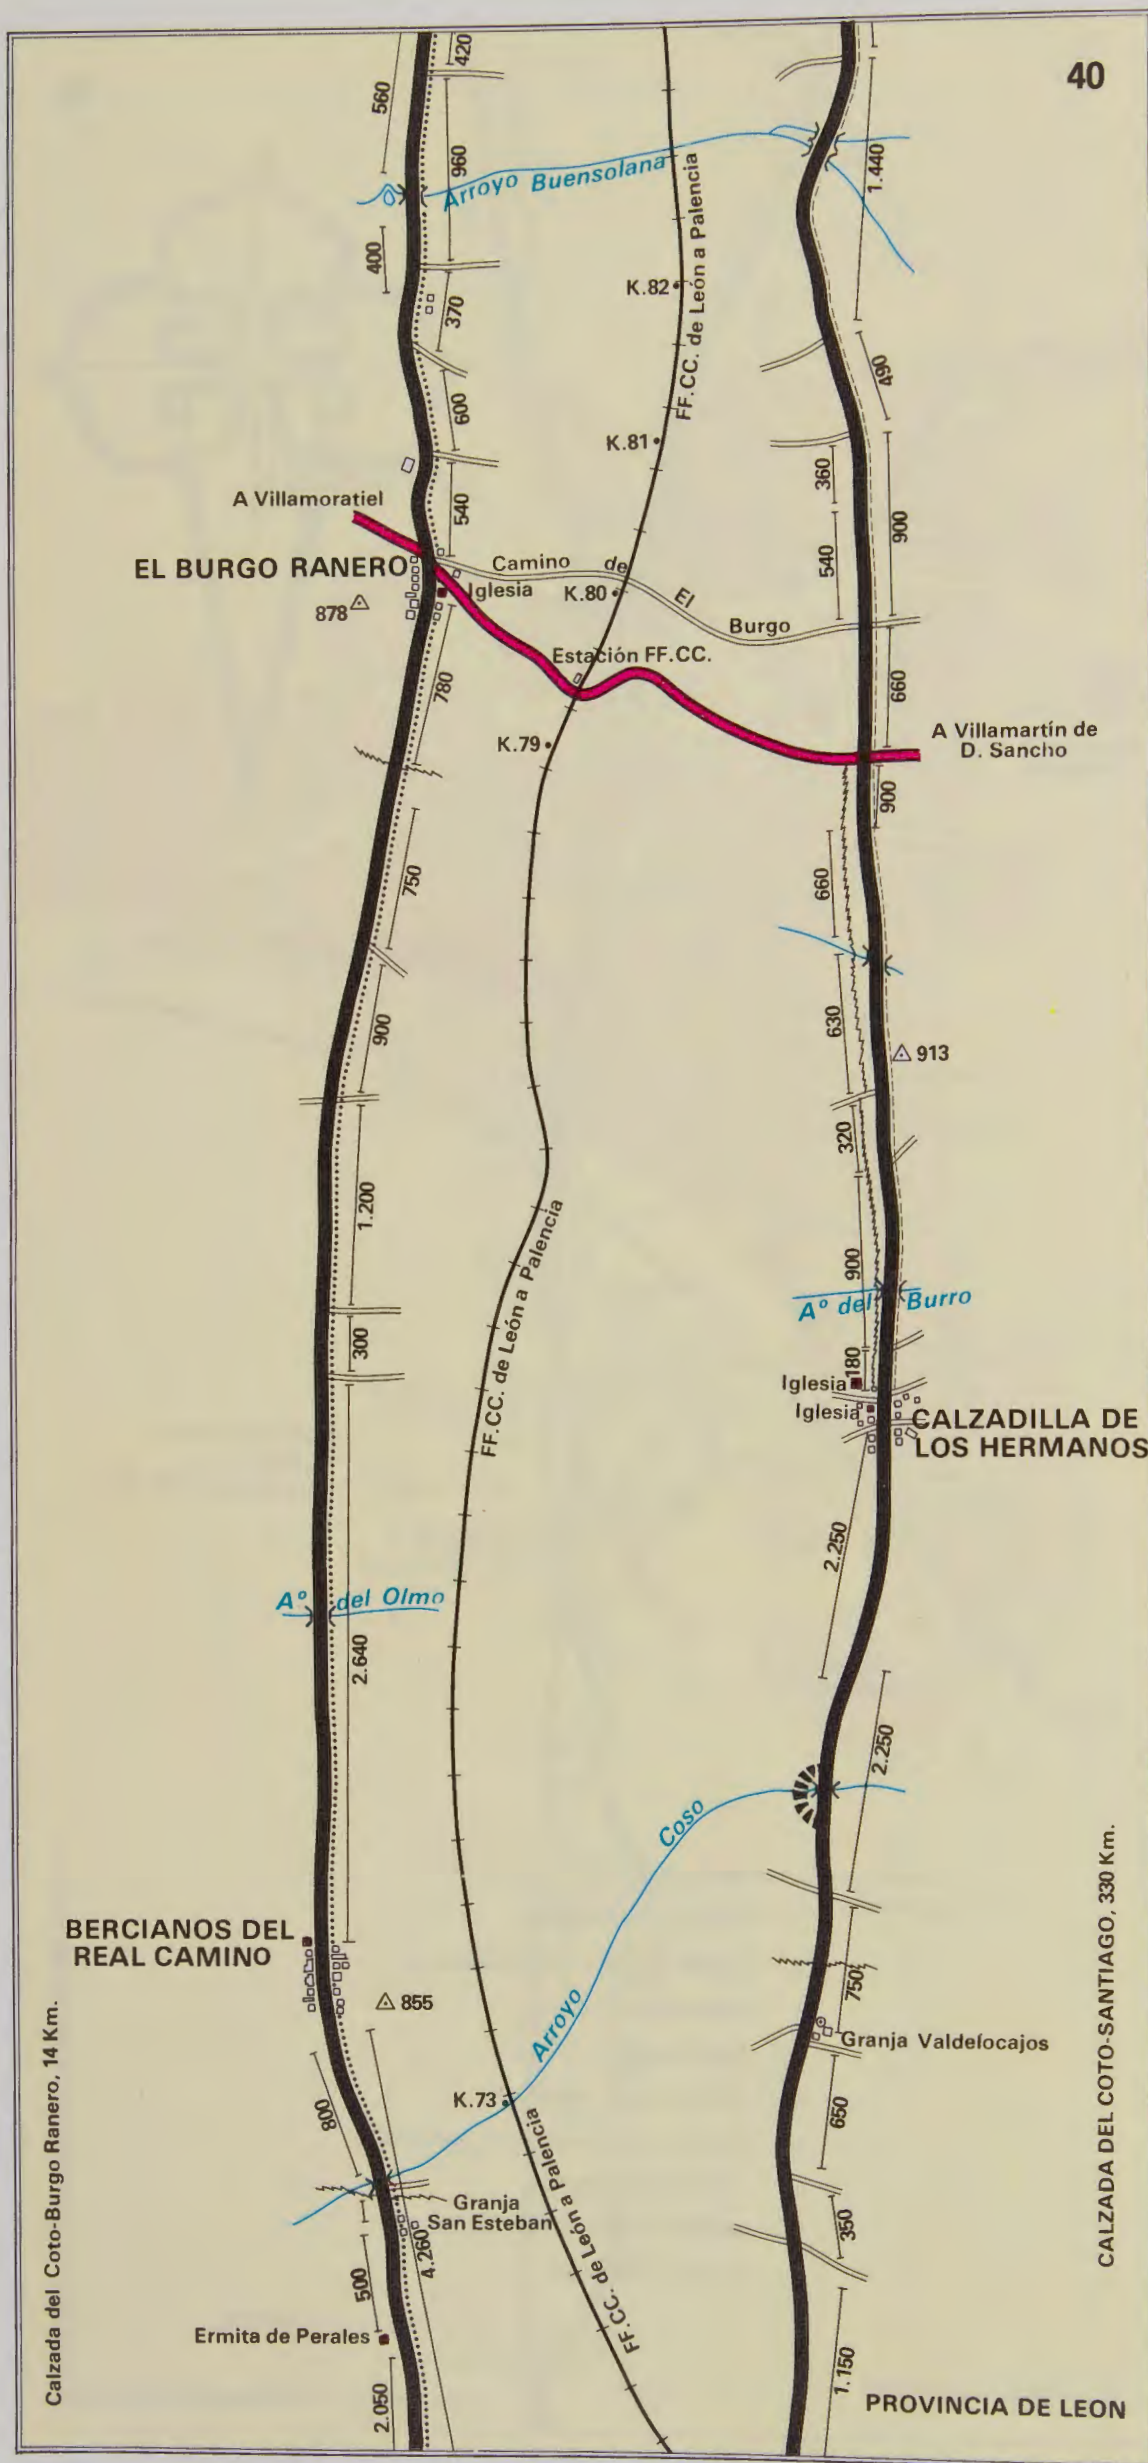 40
420
560
960
1.440
Arroyo Buensolana
FF.CC. de León a Palencia
400
K.82
370
490
600
K.81
360
A Villamoratiel
540
900
EL BURGO RANERO
Camino de El Burgo
540
Iglesia
K.80
878
Estación FF.CC.
780
660
K.79
A Villamartín de
D. Sancho
900
750
660
900
630
913
320
1.200
FF.CC. de León a Palencia
900
Aº del Burro
300
180
Iglesia
Iglesia
CALZADILLA DE
LOS HERMANOS
2.250
Aº del Olmo
2.640
2.250
Arroyo Coso
BERCIANOS DEL
REAL CAMINO
750
855
Granja Valdelocajos
K.73
800
650
FF.CC. de León a Palencia
Granja
San Esteban
4.260
350
500
Ermita de Perales
2.050
1.150
PROVINCIA DE LEON
Calzada del Coto-Burgo Ranero, 14 Km.
CALZADA DEL COTO-SANTIAGO, 330 Km.